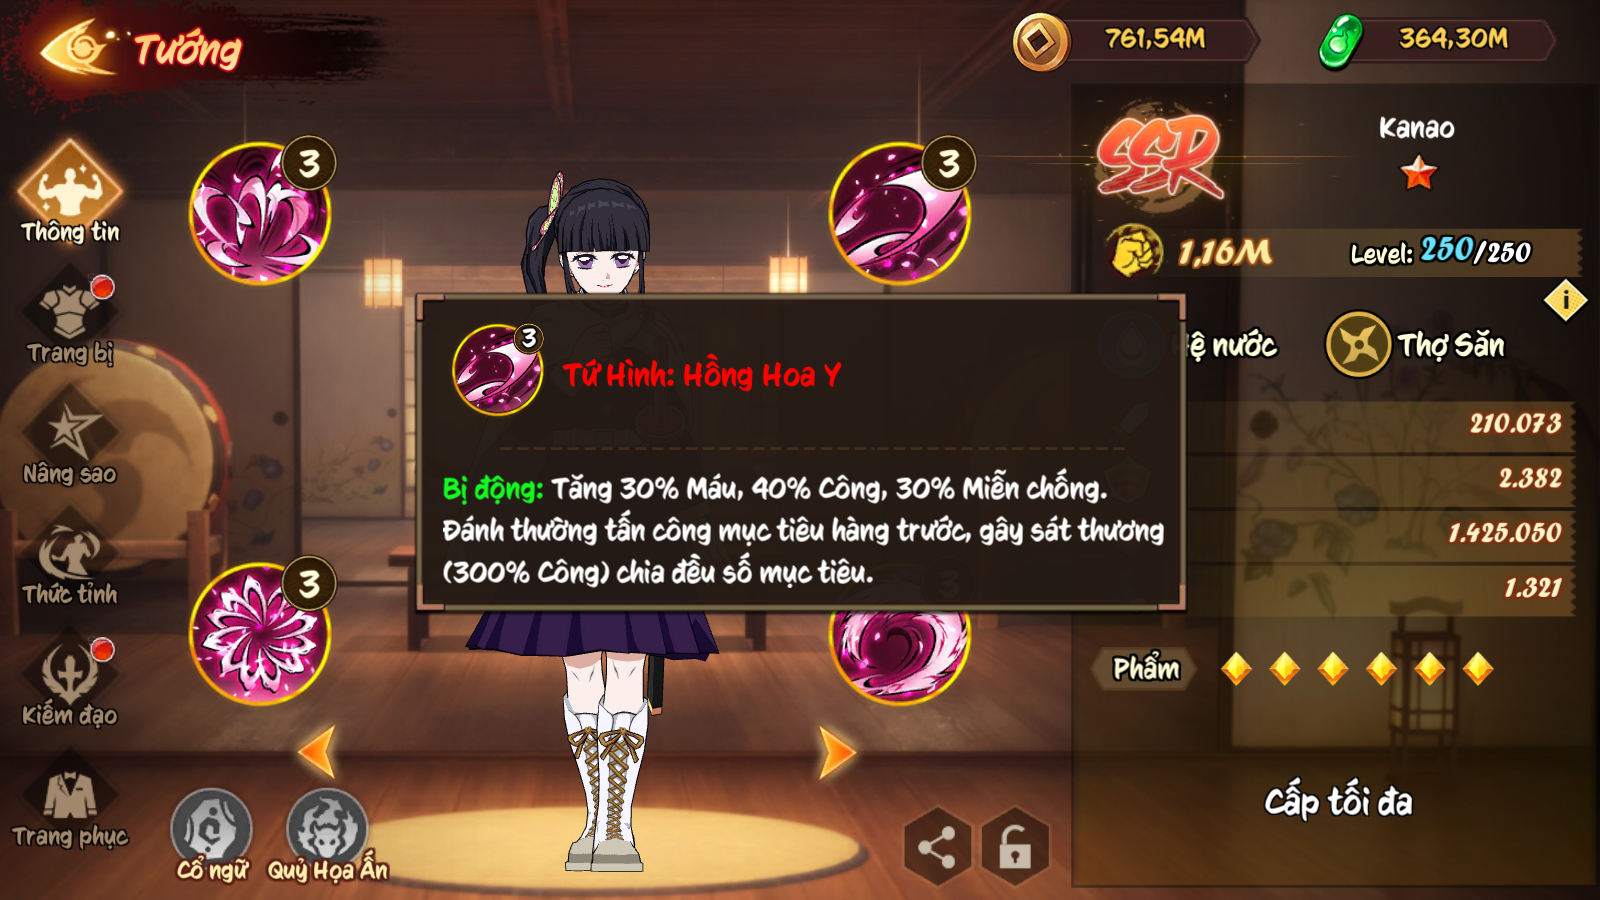 Tướng
761,54M
364,30M
SSR
Kanao
1,16M
Level: 250/250
Thông tin
3
3
Trang bị
Nâng sao
Thức tỉnh
Kiếm đạo
Trang phục
3
Tứ Hình: Hồng Hoa Y
Bị động: Tăng 30% Máu, 40% Công, 30% Miễn chống.
Đánh thường tấn công mục tiêu hàng trước, gây sát thương
(300% Công) chia đều số mục tiêu.
ệ nước
Thợ Săn
210.073
2.382
1.425.050
1.321
3
3
Phẩm
Cấp tối đa
Cổ ngữ
Quỷ Họa Ấn